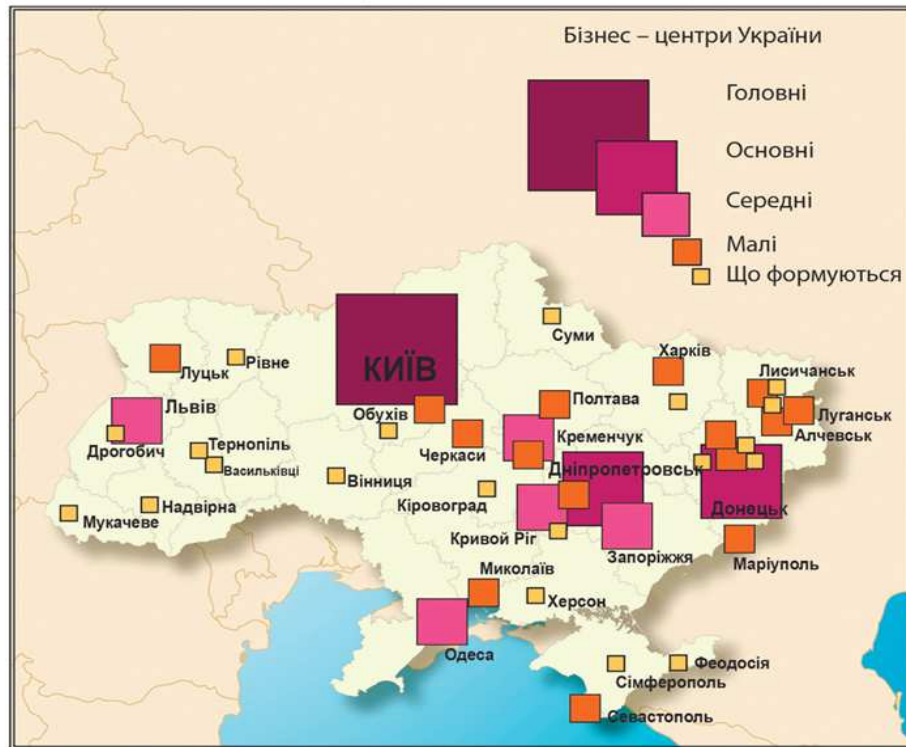 Бізнес – центри України
Головні
Основні
Середні
Малі
Що формуються
Суми
Харків
Лисичанськ
Рівне
Луцьк
КИЇВ
Полтава
Луганськ
Львів
Обухів
Кременчук
Алчевськ
Дрогобич
Тернопіль
Черкаси
Васильківці
Вінниця
Дніпропетровськ
Надвірна
Кіровоград
Донецьк
Мукачеве
Кривой Ріг
Запоріжжя
Маріуполь
Миколаїв
Херсон
Одеса
Феодосія
Сімферополь
Севастополь